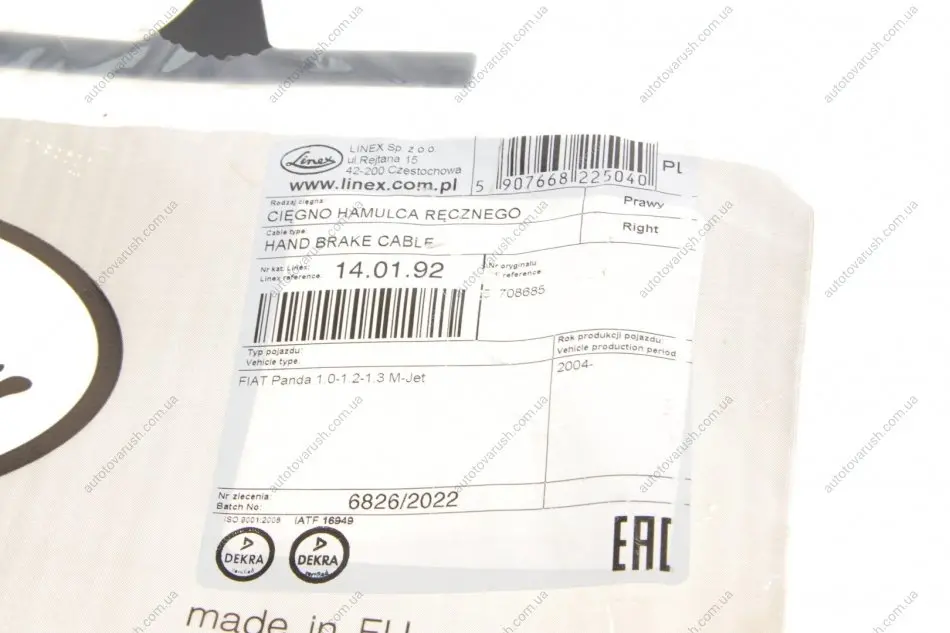 Linex
LINEX Sp. z o.o.
ul.Rejtana 15
42-200 Częstochowa
www.linex.com.pl
5 907668 225040
PL
Rodzaj cięgna:
CIĘGNO HAMULCA RĘCZNEGO
Prawy
Cable type:
HAND BRAKE CABLE
Right
Nr kat. Linex:
Linex reference:
14.01.92
Nr oryginału
reference:
708685
Typ pojazdu:
Vehicle type:
FIAT Panda 1.0-1.2-1.3 M-Jet
Rok produkcji pojazdu:
Vehicle production period
2004-
Nr zlecenia:
Batch No:
6826/2022
ISO 9001:2008 IATF 16949
DEKRA
DEKRA
EAC
made in EU
autotovarush.com.ua